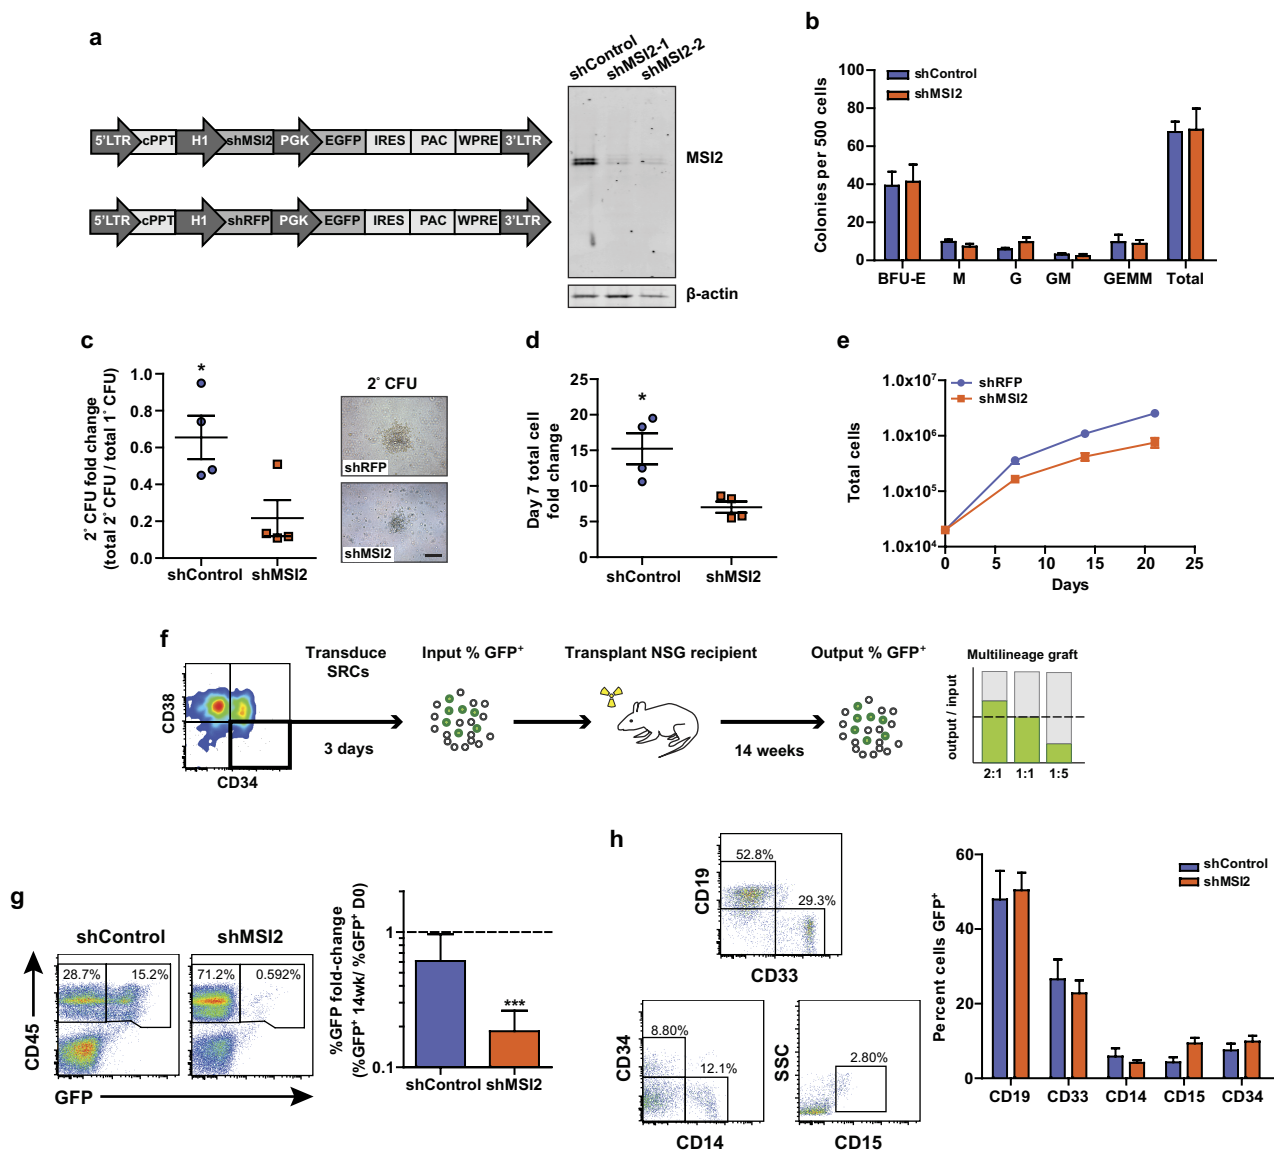 a
5'LTR cPPT H1 shMSI2 PGK EGFP IRES PAC WPRE 3'LTR
5'LTR cPPT H1 shRFP PGK EGFP IRES PAC WPRE 3'LTR
shControl
shMSI2-1
shMSI2-2
MSI2
β-actin
b
Colonies per 500 cells
100
80
60
40
20
0
shControl
shMSI2
BFU-E M G GM GEMM Total
c
2° CFU fold change
(total 2° CFU / total 1° CFU)
1.0
0.8
0.6
0.4
0.2
0.0
*
shControl shMSI2
2° CFU
shRFP
shMSI2
d
Day 7 total cell
fold change
25
20
15
10
5
0
*
shControl shMSI2
e
Total cells
1.0x10⁷
1.0x10⁶
1.0x10⁵
1.0x10⁴
shRFP
shMSI2
0 5 10 15 20 25
Days
f
CD38
CD34
Transduce
SRCs
3 days
Input % GFP⁺
Transplant NSG recipient
14 weeks
Output % GFP⁺
Multilineage graft
output / input
2:1 1:1 1:5
g
shControl shMSI2
28.7% 15.2%
71.2% 0.592%
CD45
GFP
%GFP fold-change
(%GFP⁺ 14wk/ %GFP⁺ D0)
1
0.1
***
shControl shMSI2
h
52.8%
29.3%
CD19
CD33
8.80%
12.1%
CD34
CD14
2.80%
SSC
CD15
Percent cells GFP⁺
60
40
20
0
shControl
shMSI2
CD19 CD33 CD14 CD15 CD34